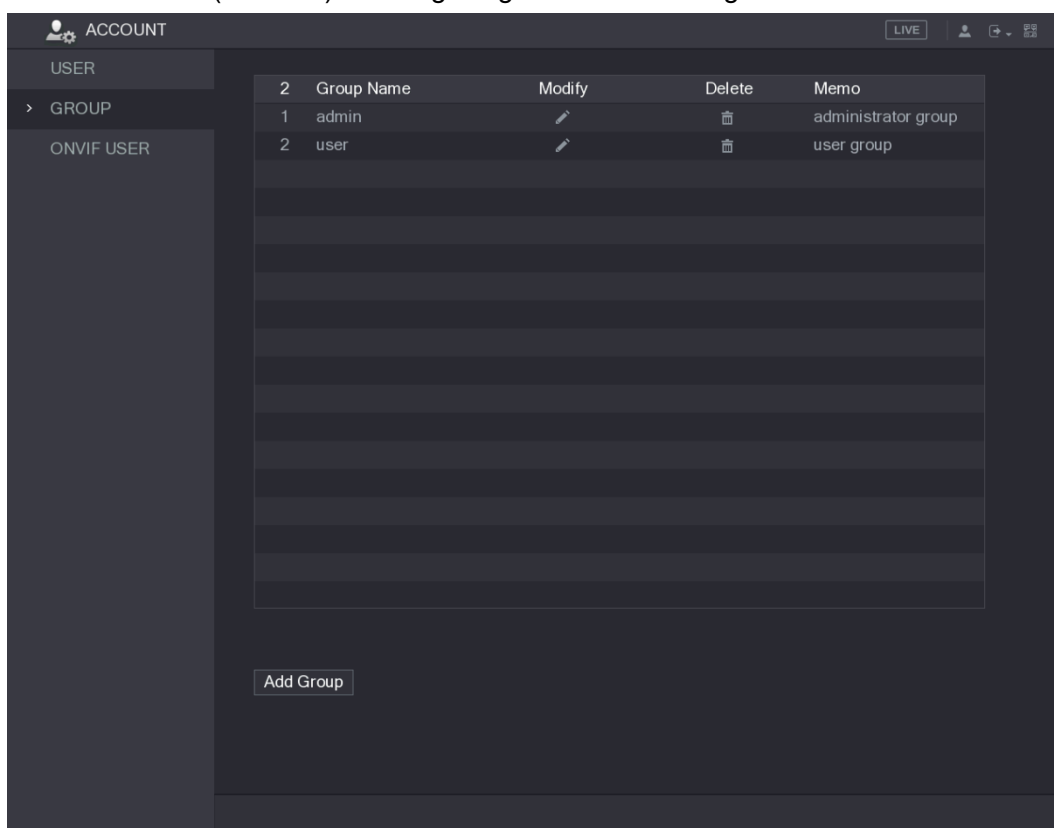 ACCOUNT LIVE
USER
2 Group Name Modify Delete Memo
GROUP
1 admin administrator group
ONVIF USER
2 user user group
Add Group